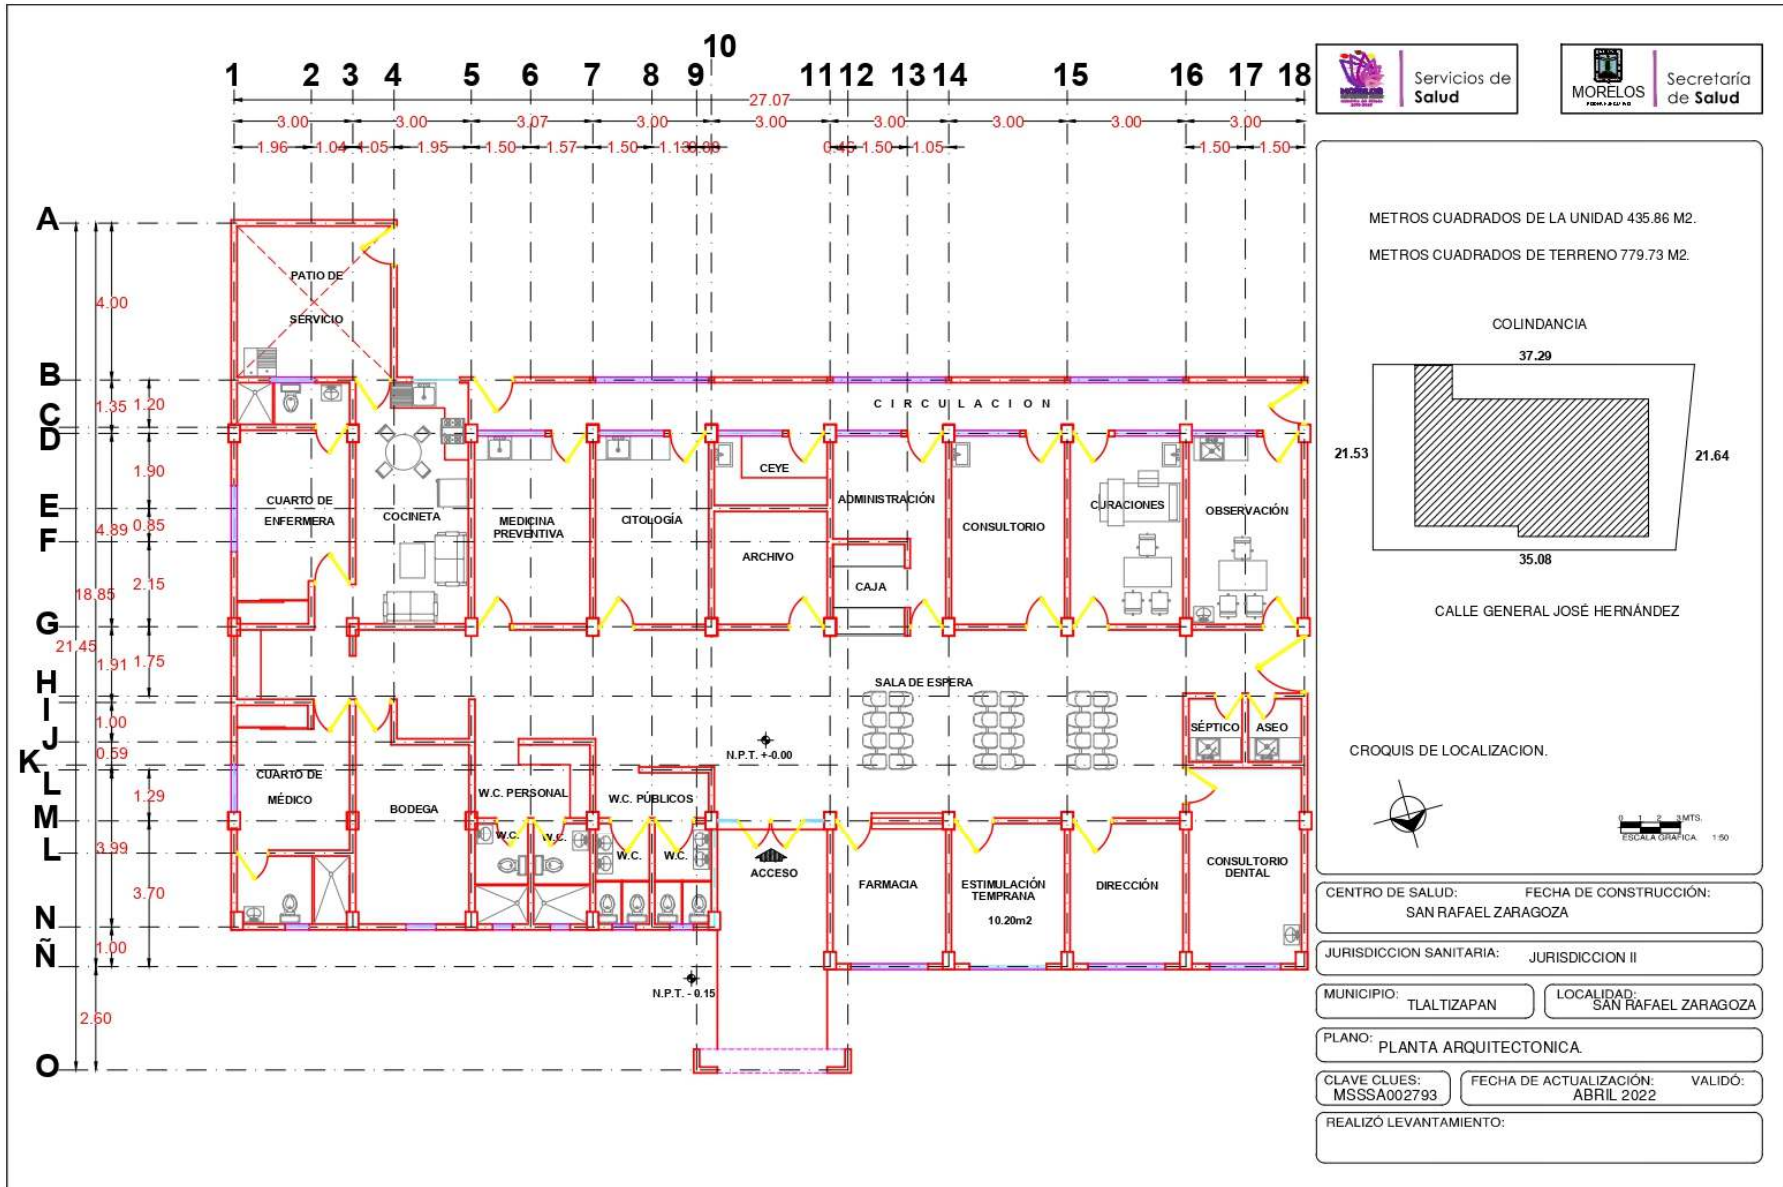 10
1 2 3 4 5 6 7 8 9 11 12 13 14 15 16 17 18
27.07
3.00 3.00 3.07 3.00 3.00 3.00 3.00 3.00 3.00
1.96 1.04 1.05 1.95 1.50 1.57 1.50 1.13 1.50 1.05 1.50 1.50
A
B
C
D
E
F
G
H
I
J
K
L
M
L
N
Ñ
O
4.00
1.35 1.20
1.90
4.89 0.85
2.15
18.85
21.45
1.91 1.75
1.00
0.59
1.29
3.99
3.70
1.00
2.60
PATIO DE
SERVICIO
C I R C U L A C I O N
CUARTO DE
ENFERMERA
COCINETA
MEDICINA
PREVENTIVA
CITOLOGÍA
CEYE
ARCHIVO
ADMINISTRACIÓN
CAJA
CONSULTORIO
CURACIONES
OBSERVACIÓN
SALA DE ESPERA
SÉPTICO
ASEO
N.P.T. +-0.00
CUARTO DE
MÉDICO
BODEGA
W.C. PERSONAL
W.C. PÚBLICOS
W.C.
W.C.
W.C.
W.C.
ACCESO
FARMACIA
ESTIMULACIÓN
TEMPRANA
10.20m2
DIRECCIÓN
CONSULTORIO
DENTAL
N.P.T. - 0.15
MORELOS
Servicios de
Salud
MORELOS
Secretaría
de Salud
METROS CUADRADOS DE LA UNIDAD 435.86 M2.
METROS CUADRADOS DE TERRENO 779.73 M2.
COLINDANCIA
37.29
21.53
21.64
35.08
CALLE GENERAL JOSÉ HERNÁNDEZ
CROQUIS DE LOCALIZACION.
0 1 2 3 MTS.
ESCALA GRAFICA. 1:50
CENTRO DE SALUD: FECHA DE CONSTRUCCIÓN:
SAN RAFAEL ZARAGOZA
JURISDICCION SANITARIA: JURISDICCION II
MUNICIPIO: TLALTIZAPAN
LOCALIDAD: SAN RAFAEL ZARAGOZA
PLANO: PLANTA ARQUITECTONICA.
CLAVE CLUES:
MSSSA002793
FECHA DE ACTUALIZACIÓN: VALIDÓ:
ABRIL 2022
REALIZÓ LEVANTAMIENTO: